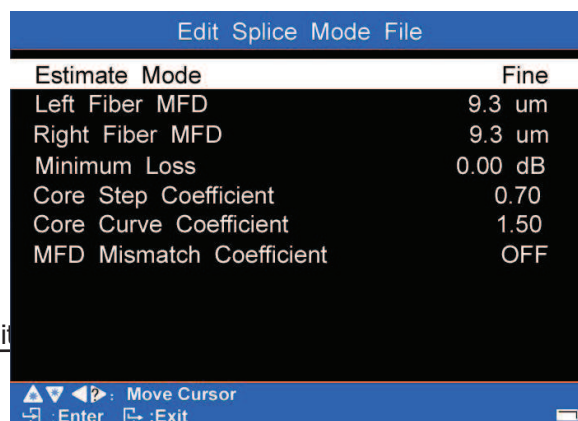 Edit Splice Mode File
Estimate Mode Fine
Left Fiber MFD 9.3 um
Right Fiber MFD 9.3 um
Minimum Loss 0.00 dB
Core Step Coefficient 0.70
Core Curve Coefficient 1.50
MFD Mismatch Coefficient OFF
?: Move Cursor
:Enter :Exit